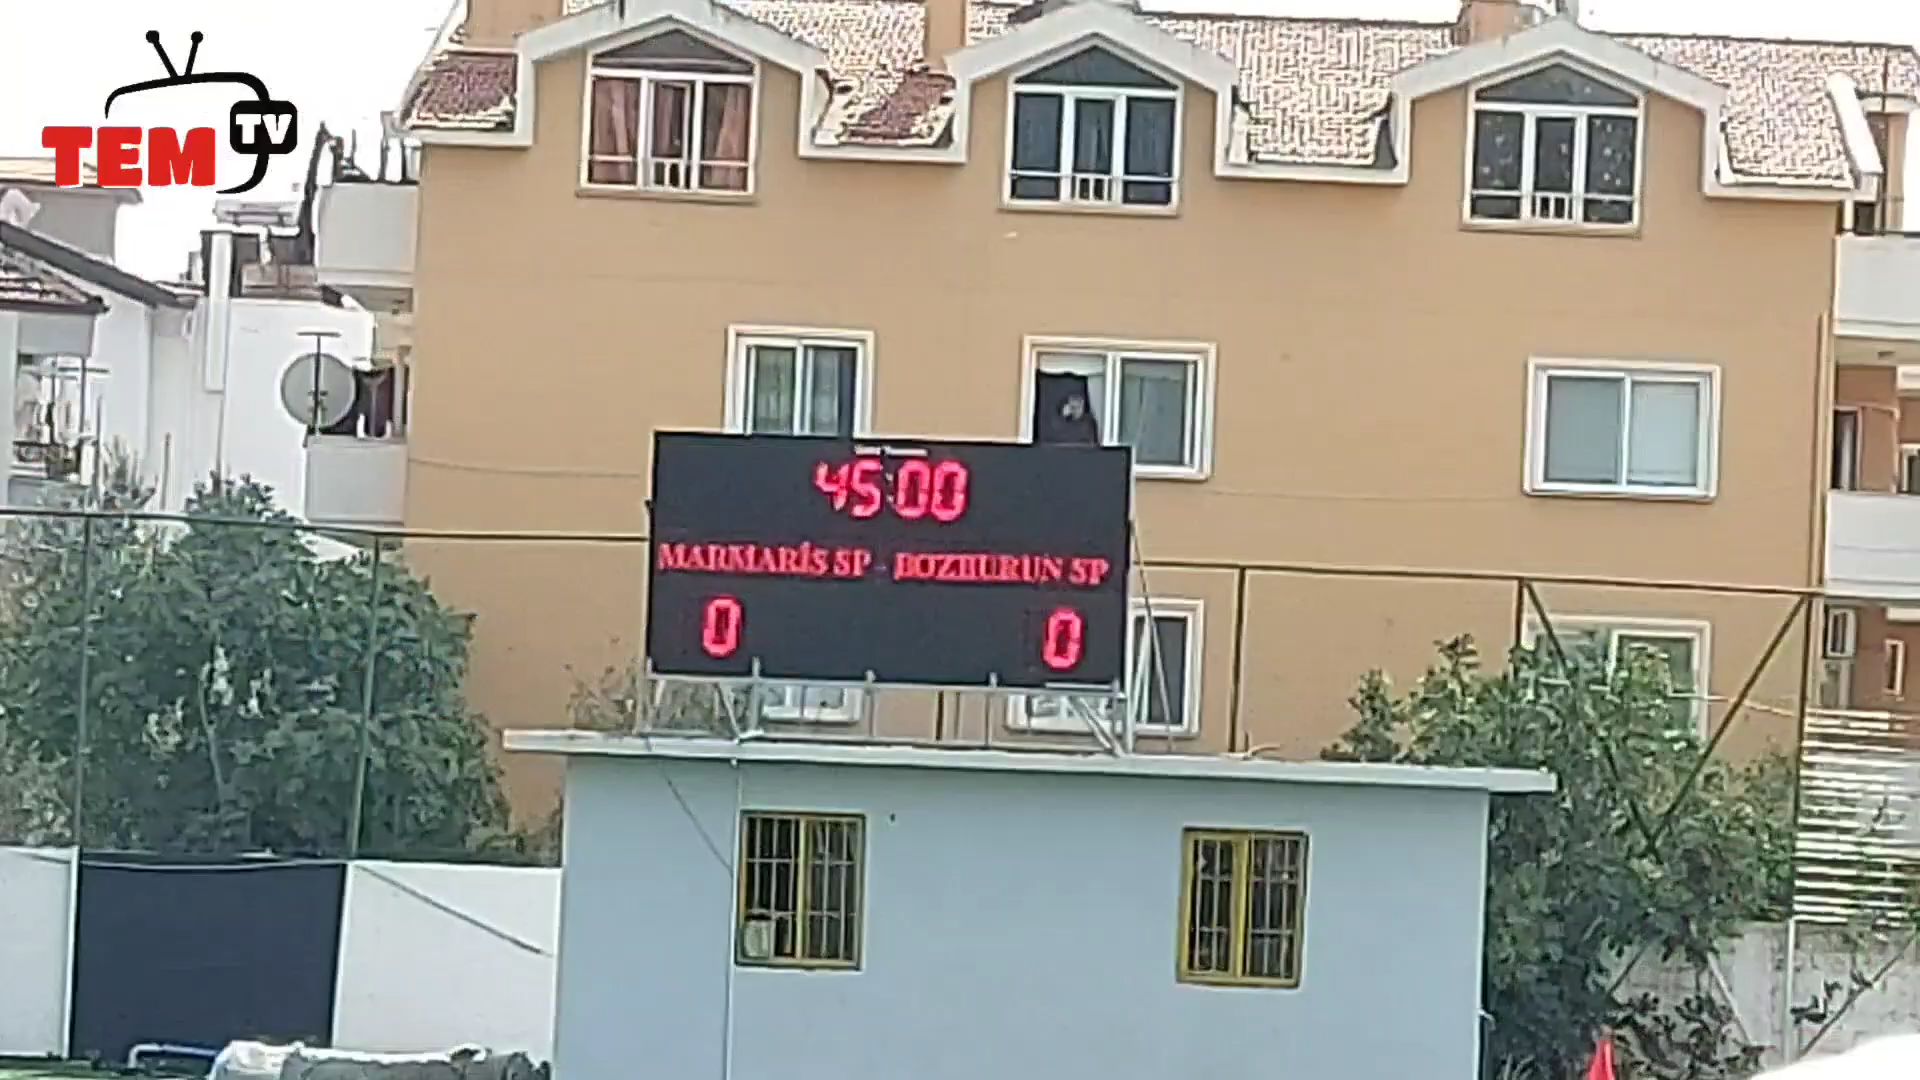 TEM TV
45:00
MARMARİS SP - BOZBURUN SP
0 0